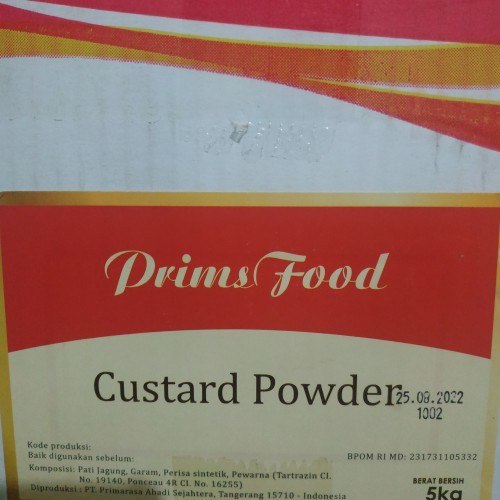 Prims Food
Custard Powder
25.08.2022
1002
Kode produksi:
Baik digunakan sebelum:
BPOM RI MD: 231731105332
Komposisi: Pati Jagung, Garam, Perisa sintetik, Pewarna (Tartrazin CI.
No. 19140, Ponceau 4R CI. No. 16255)
Diproduksi : PT. Primarasa Abadi Sejahtera, Tangerang 15710 - Indonesia
BERAT BERSIH
5kg